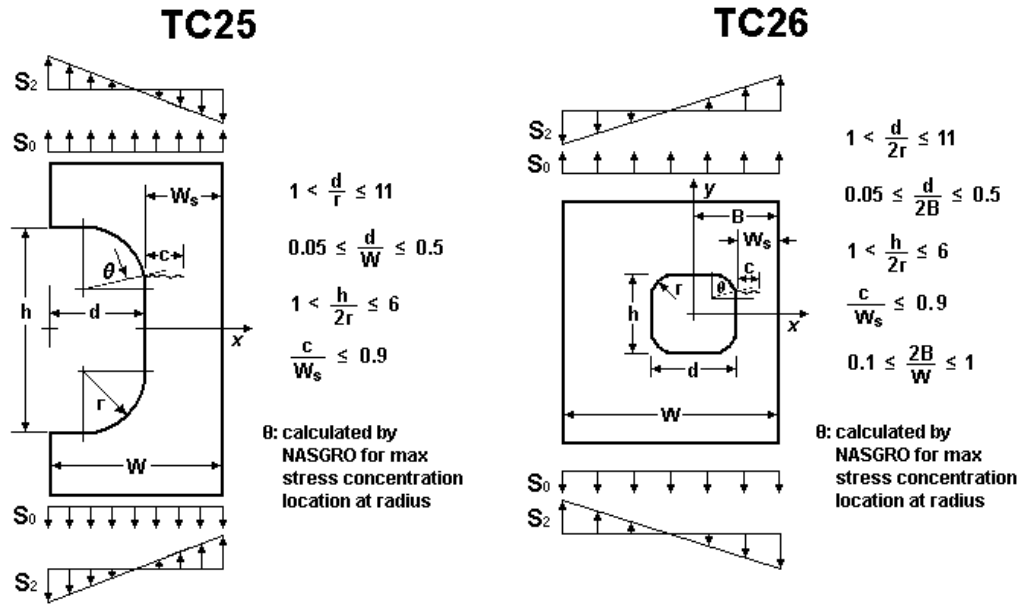 TC25
S2
S0
Ws
c
θ
h
d
x
r
W
S0
S2
1 < d/r ≤ 11
0.05 ≤ d/W ≤ 0.5
1 < h/2r ≤ 6
c/Ws ≤ 0.9
θ: calculated by
NASGRO for max
stress concentration
location at radius
TC26
S2
S0
y
B
Ws
c
r
θ
h
x
d
W
S0
S2
1 < d/2r ≤ 11
0.05 ≤ d/2B ≤ 0.5
1 < h/2r ≤ 6
c/Ws ≤ 0.9
0.1 ≤ 2B/W ≤ 1
θ: calculated by
NASGRO for max
stress concentration
location at radius